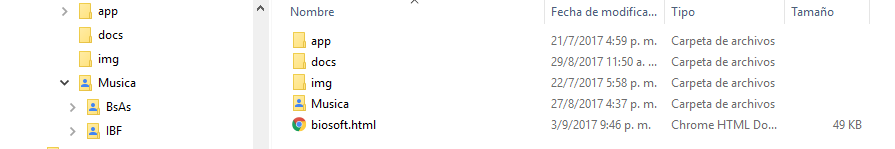 app
docs
img
Musica
BsAs
IBF
Nombre Fecha de modifica... Tipo Tamaño
app 21/7/2017 4:59 p. m. Carpeta de archivos
docs 29/8/2017 11:50 a. ... Carpeta de archivos
img 22/7/2017 5:58 p. m. Carpeta de archivos
Musica 27/8/2017 4:37 p. m. Carpeta de archivos
biosoft.html 3/9/2017 9:46 p. m. Chrome HTML Do... 49 KB